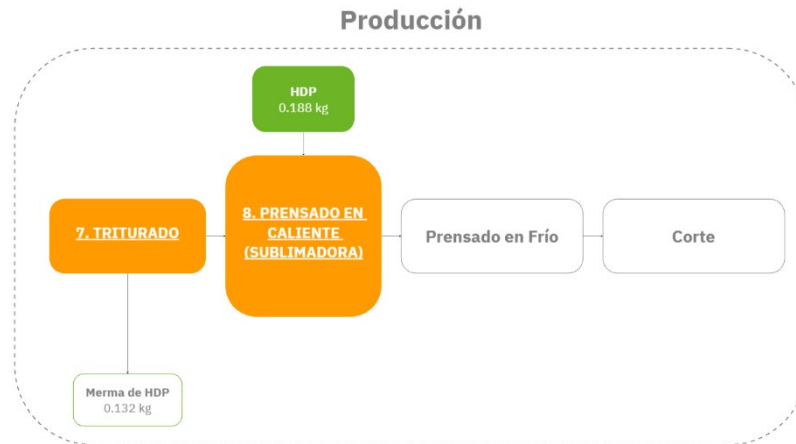 Producción
HDP
0.188 kg
7. TRITURADO
8. PRENSADO EN
CALIENTE
(SUBLIMADORA)
Prensado en Frío
Corte
Merma de HDP
0.132 kg